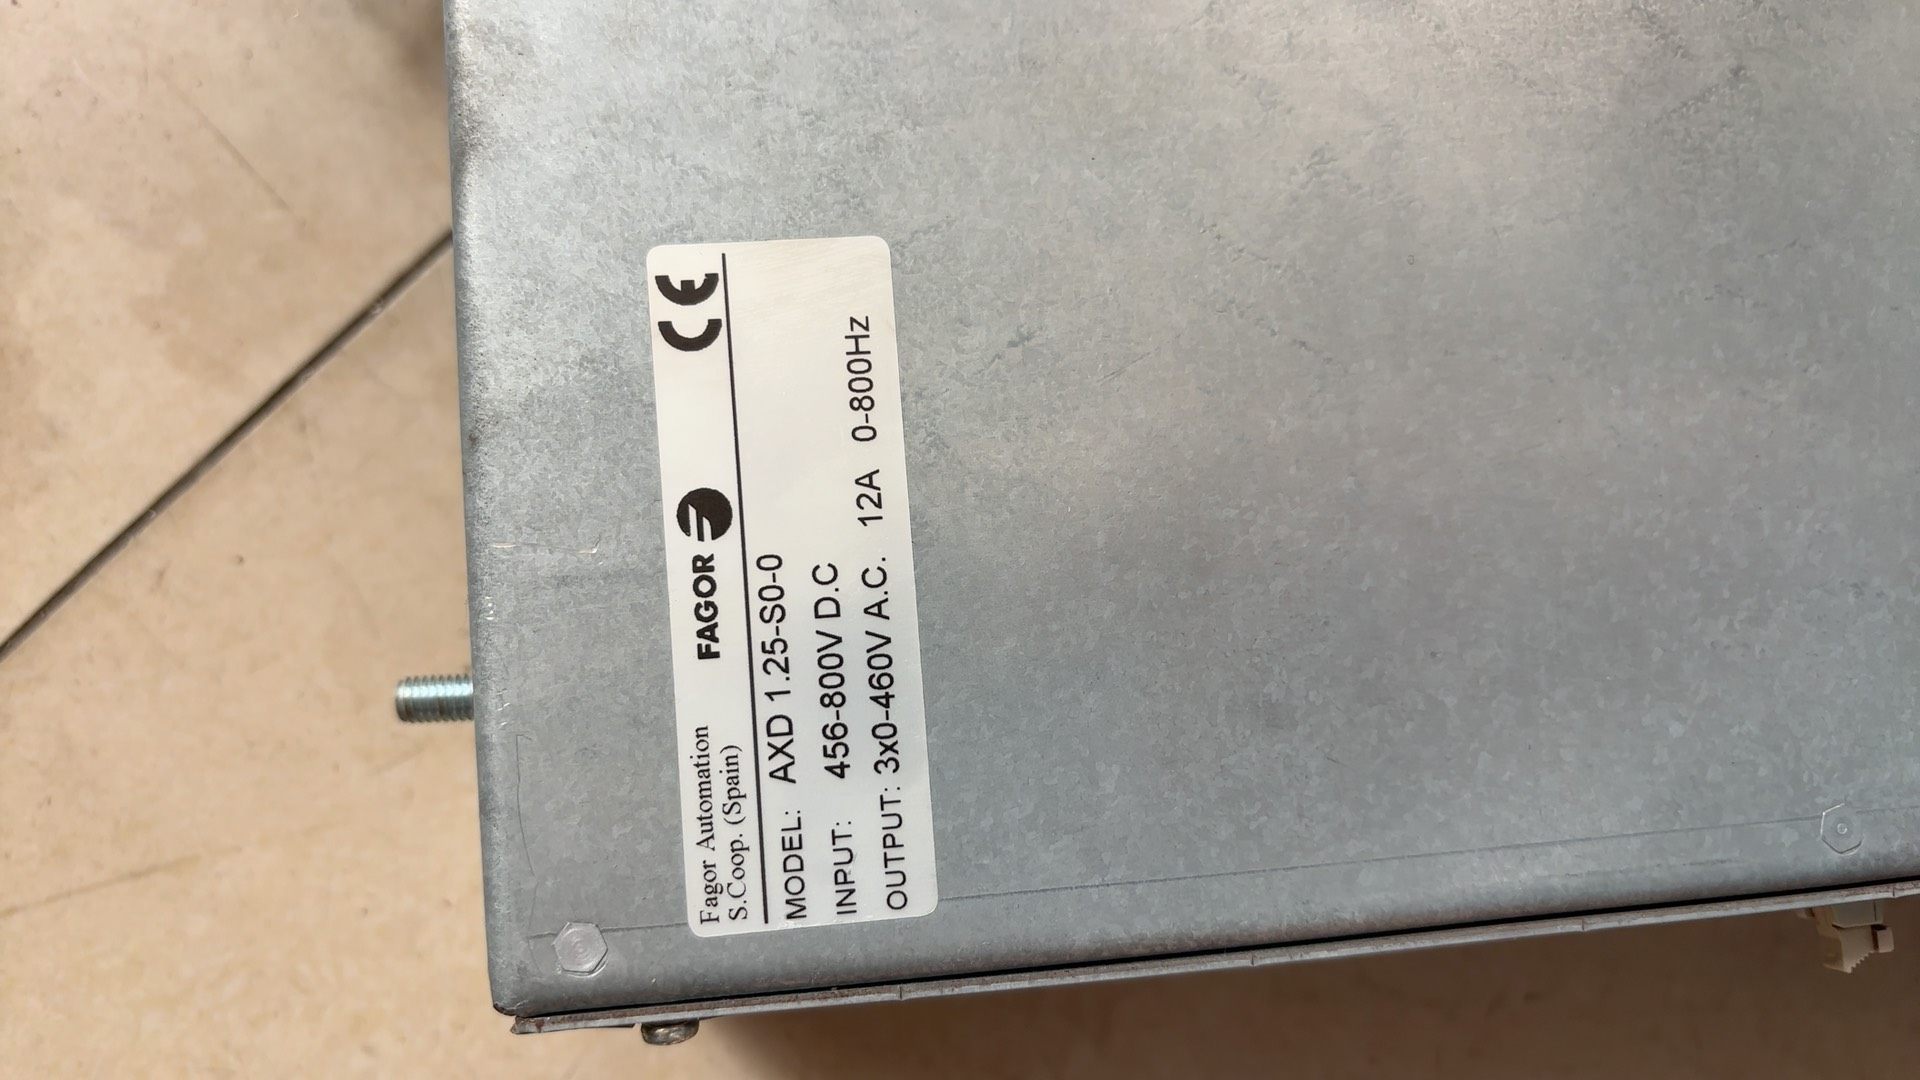 Fagor Automation
S.Coop. (Spain)
FAGOR
CE
MODEL: AXD 1.25-S0-0
INPUT: 456-800V D.C
OUTPUT: 3x0-460V A.C. 12A 0-800Hz